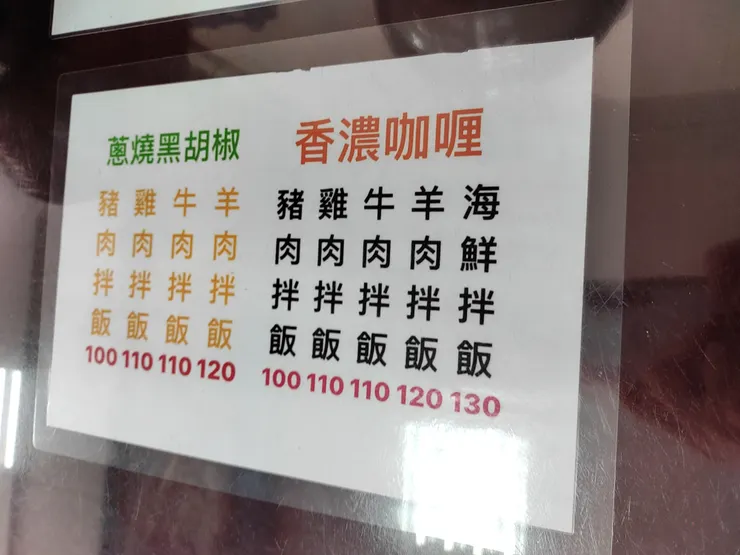 蔥燒黑胡椒
豬肉拌飯 100
雞肉拌飯 110
牛肉拌飯 110
羊肉拌飯 120
香濃咖喱
豬肉拌飯 100
雞肉拌飯 110
牛肉拌飯 110
羊肉拌飯 120
海鮮拌飯 130